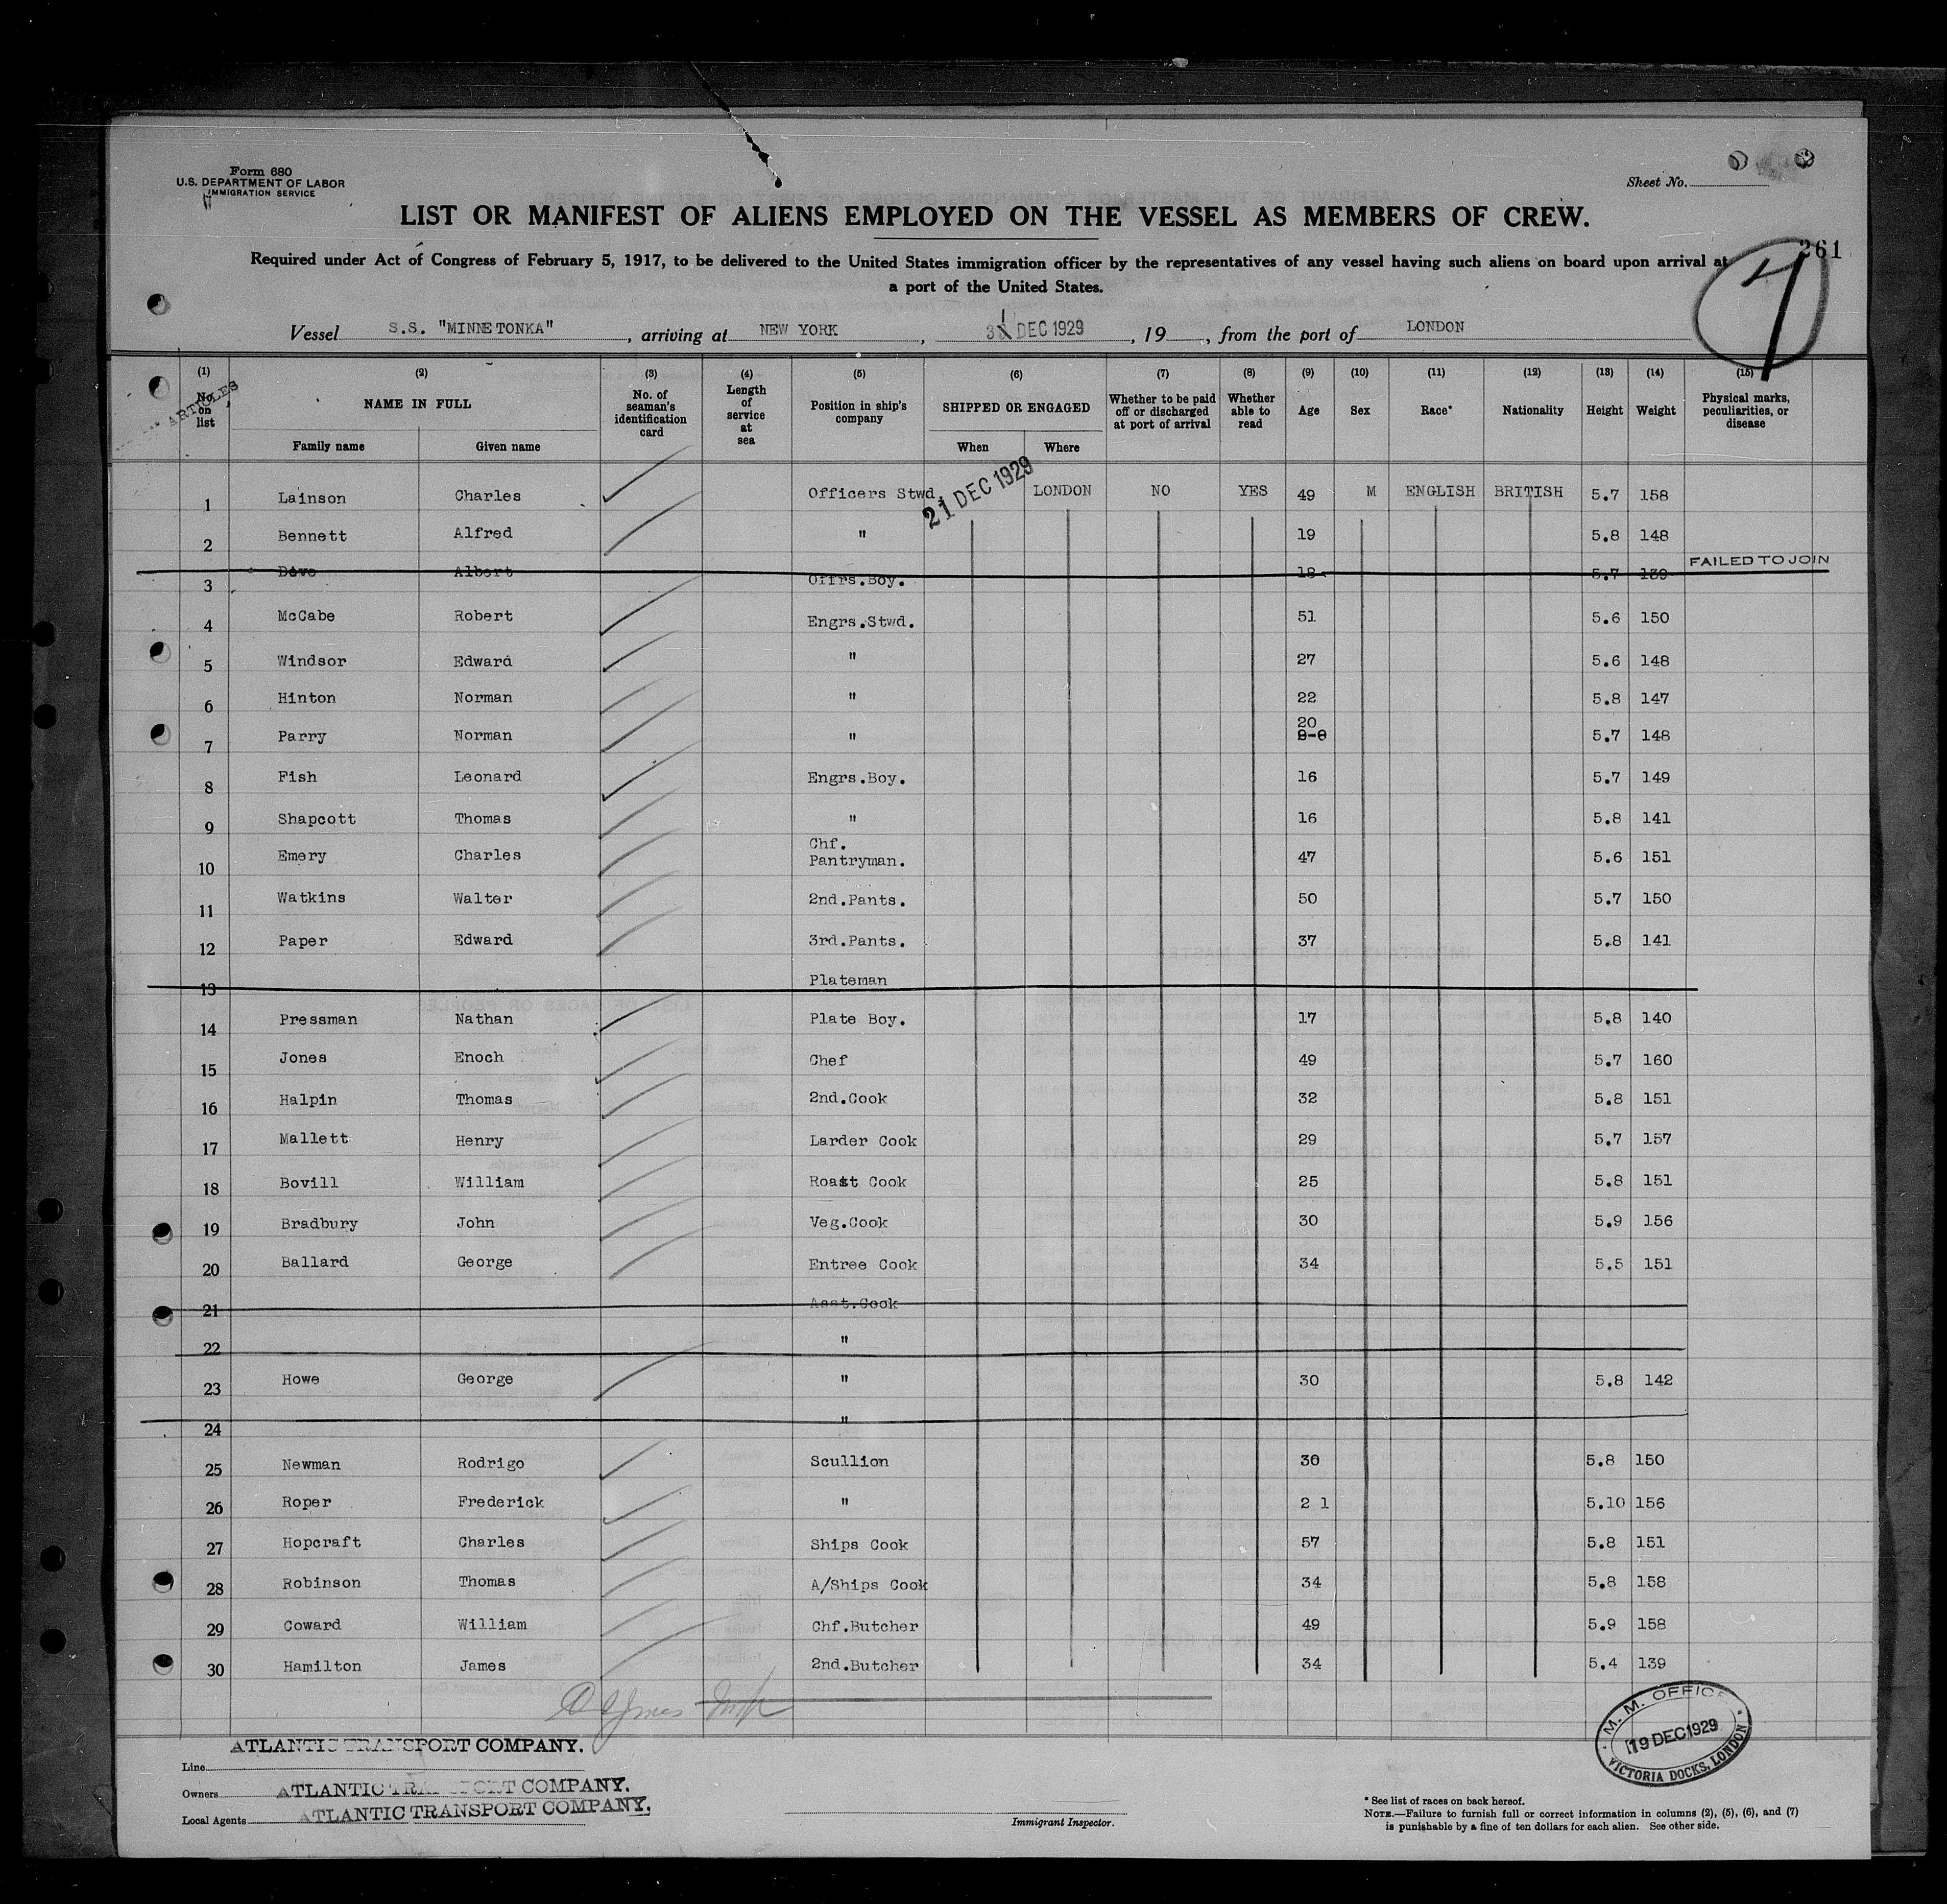 Form 680
U.S. DEPARTMENT OF LABOR
IMMIGRATION SERVICE
Sheet No.
LIST OR MANIFEST OF ALIENS EMPLOYED ON THE VESSEL AS MEMBERS OF CREW.
261
Required under Act of Congress of February 5, 1917, to be delivered to the United States immigration officer by the representatives of any vessel having such aliens on board upon arrival at
a port of the United States.
Vessel S.S. "MINNETONKA", arriving at NEW YORK, DEC 1929, 19, from the port of LONDON
(1) (2) (3) (4) (5) (6) (7) (8) (9) (10) (11) (12) (13) (14) (15)
ARTICLES
No. on list
NAME IN FULL
Family name Given name
No. of seaman's identification card
Length of service at sea
Position in ship's company
SHIPPED OR ENGAGED
When Where
Whether to be paid off or discharged at port of arrival
Whether able to read
Age
Sex
Race*
Nationality
Height
Weight
Physical marks, peculiarities, or disease
1 Lainson Charles Officers Stwd. 21 DEC 1929 LONDON NO YES 49 M ENGLISH BRITISH 5.7 158
2 Bennett Alfred " 19 5.8 148
3 Dove Albert Offrs.Boy. 18 5.7 139 FAILED TO JOIN
4 McCabe Robert Engrs.Stwd. 51 5.6 150
5 Windsor Edward " 27 5.6 148
6 Hinton Norman " 22 5.8 147
7 Parry Norman " 20 5.7 148
8 Fish Leonard Engrs.Boy. 16 5.7 149
9 Shapcott Thomas " 16 5.8 141
10 Emery Charles Chf. Pantryman. 47 5.6 151
11 Watkins Walter 2nd.Pants. 50 5.7 150
12 Paper Edward 3rd.Pants. 37 5.8 141
13 Plateman
14 Pressman Nathan Plate Boy. 17 5.8 140
15 Jones Enoch Chef 49 5.7 160
16 Halpin Thomas 2nd.Cook 32 5.8 151
17 Mallett Henry Larder Cook 29 5.7 157
18 Bovill William Roast Cook 25 5.8 151
19 Bradbury John Veg.Cook 30 5.9 156
20 Ballard George Entree Cook 34 5.5 151
21 Asst.Cook
22 "
23 Howe George " 30 5.8 142
24 "
25 Newman Rodrigo Scullion 30 5.8 150
26 Roper Frederick " 2 1 5.10 156
27 Hopcraft Charles Ships Cook 57 5.8 151
28 Robinson Thomas A/Ships Cook 34 5.8 158
29 Coward William Chf.Butcher 49 5.9 158
30 Hamilton James 2nd.Butcher 34 5.4 139
M. M. OFFICE
19 DEC 1929
VICTORIA DOCKS, LONDON
Line ATLANTIC TRANSPORT COMPANY.
Owners ATLANTIC TRANSPORT COMPANY.
Local Agents ATLANTIC TRANSPORT COMPANY.
Immigrant Inspector.
* See list of races on back hereof.
NOTE.—Failure to furnish full or correct information in columns (2), (5), (6), and (7)
is punishable by a fine of ten dollars for each alien. See other side.